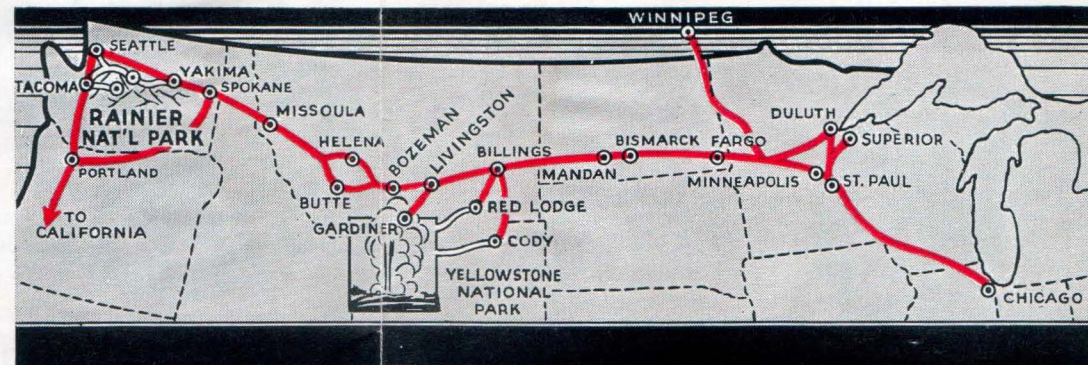 WINNIPEG
SEATTLE
TACOMA
YAKIMA
SPOKANE
RAINIER
NAT'L PARK
PORTLAND
TO
CALIFORNIA
MISSOULA
HELENA
BUTTE
BOZEMAN
LIVINGSTON
GARDINER
BILLINGS
RED LODGE
CODY
YELLOWSTONE
NATIONAL
PARK
MANDAN
BISMARCK
FARGO
DULUTH
SUPERIOR
MINNEAPOLIS
ST. PAUL
CHICAGO